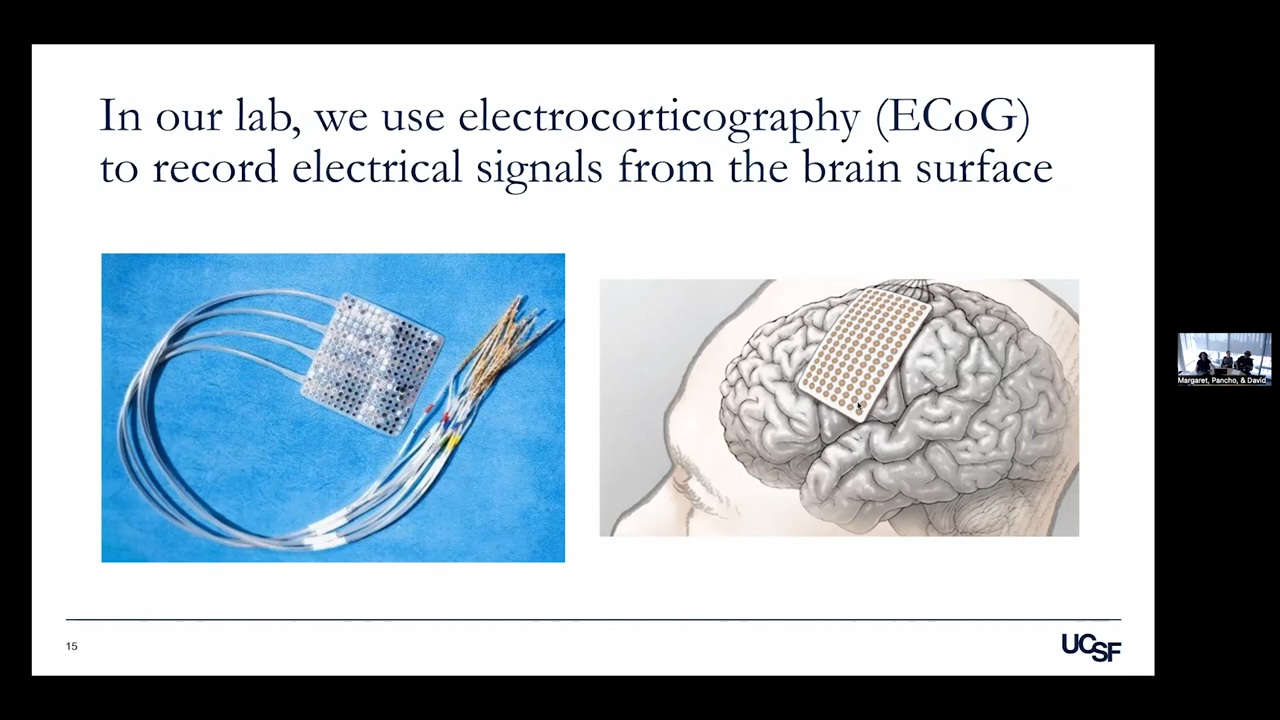 In our lab, we use electrocorticography (ECoG)
to record electrical signals from the brain surface
Margaret, Pancho, & David
15
UCSF